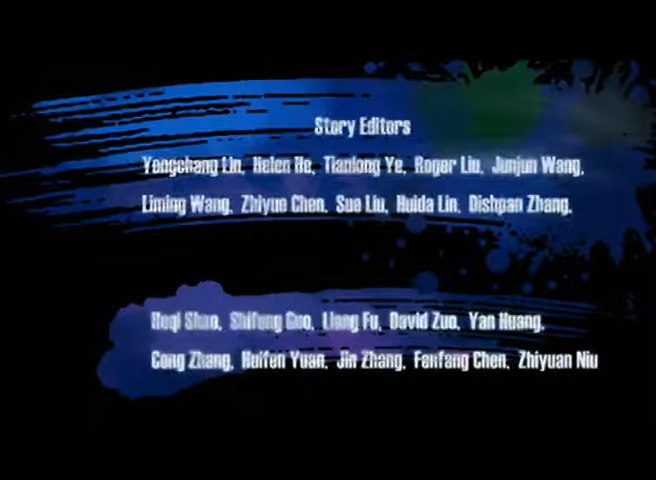 Story Editors
Yongchang Lin, Helen Ho, Tianlong Ye, Roger Liu, Junjun Wang,
Liming Wang, Zhiyue Chen, Sue Liu, Huida Lin, Dishpan Zhang,
Heqi Shao, Shifeng Guo, Liang Fu, David Zuo, Yan Huang,
Cong Zhang, Huifen Yuan, Jin Zhang, Fenfang Chen, Zhiyuan Niu